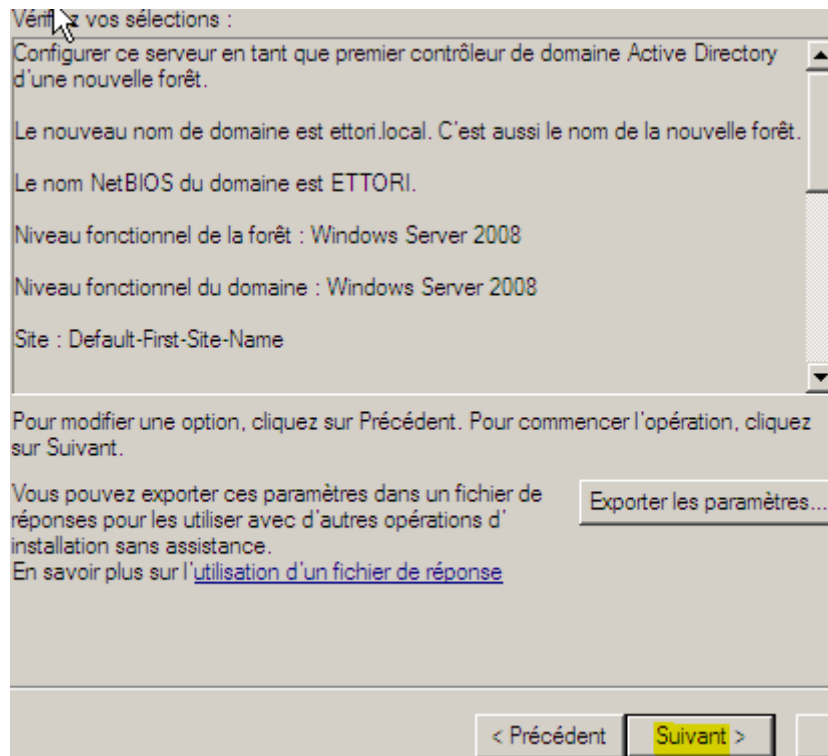 Vérifiez vos sélections :
Configurer ce serveur en tant que premier contrôleur de domaine Active Directory
d'une nouvelle forêt.
Le nouveau nom de domaine est ettori.local. C'est aussi le nom de la nouvelle forêt.
Le nom NetBIOS du domaine est ETTORI.
Niveau fonctionnel de la forêt : Windows Server 2008
Niveau fonctionnel du domaine : Windows Server 2008
Site : Default-First-Site-Name
Pour modifier une option, cliquez sur Précédent. Pour commencer l'opération, cliquez
sur Suivant.
Vous pouvez exporter ces paramètres dans un fichier de
réponses pour les utiliser avec d'autres opérations d'
installation sans assistance.
En savoir plus sur l'utilisation d'un fichier de réponse
Exporter les paramètres...
< Précédent
Suivant >